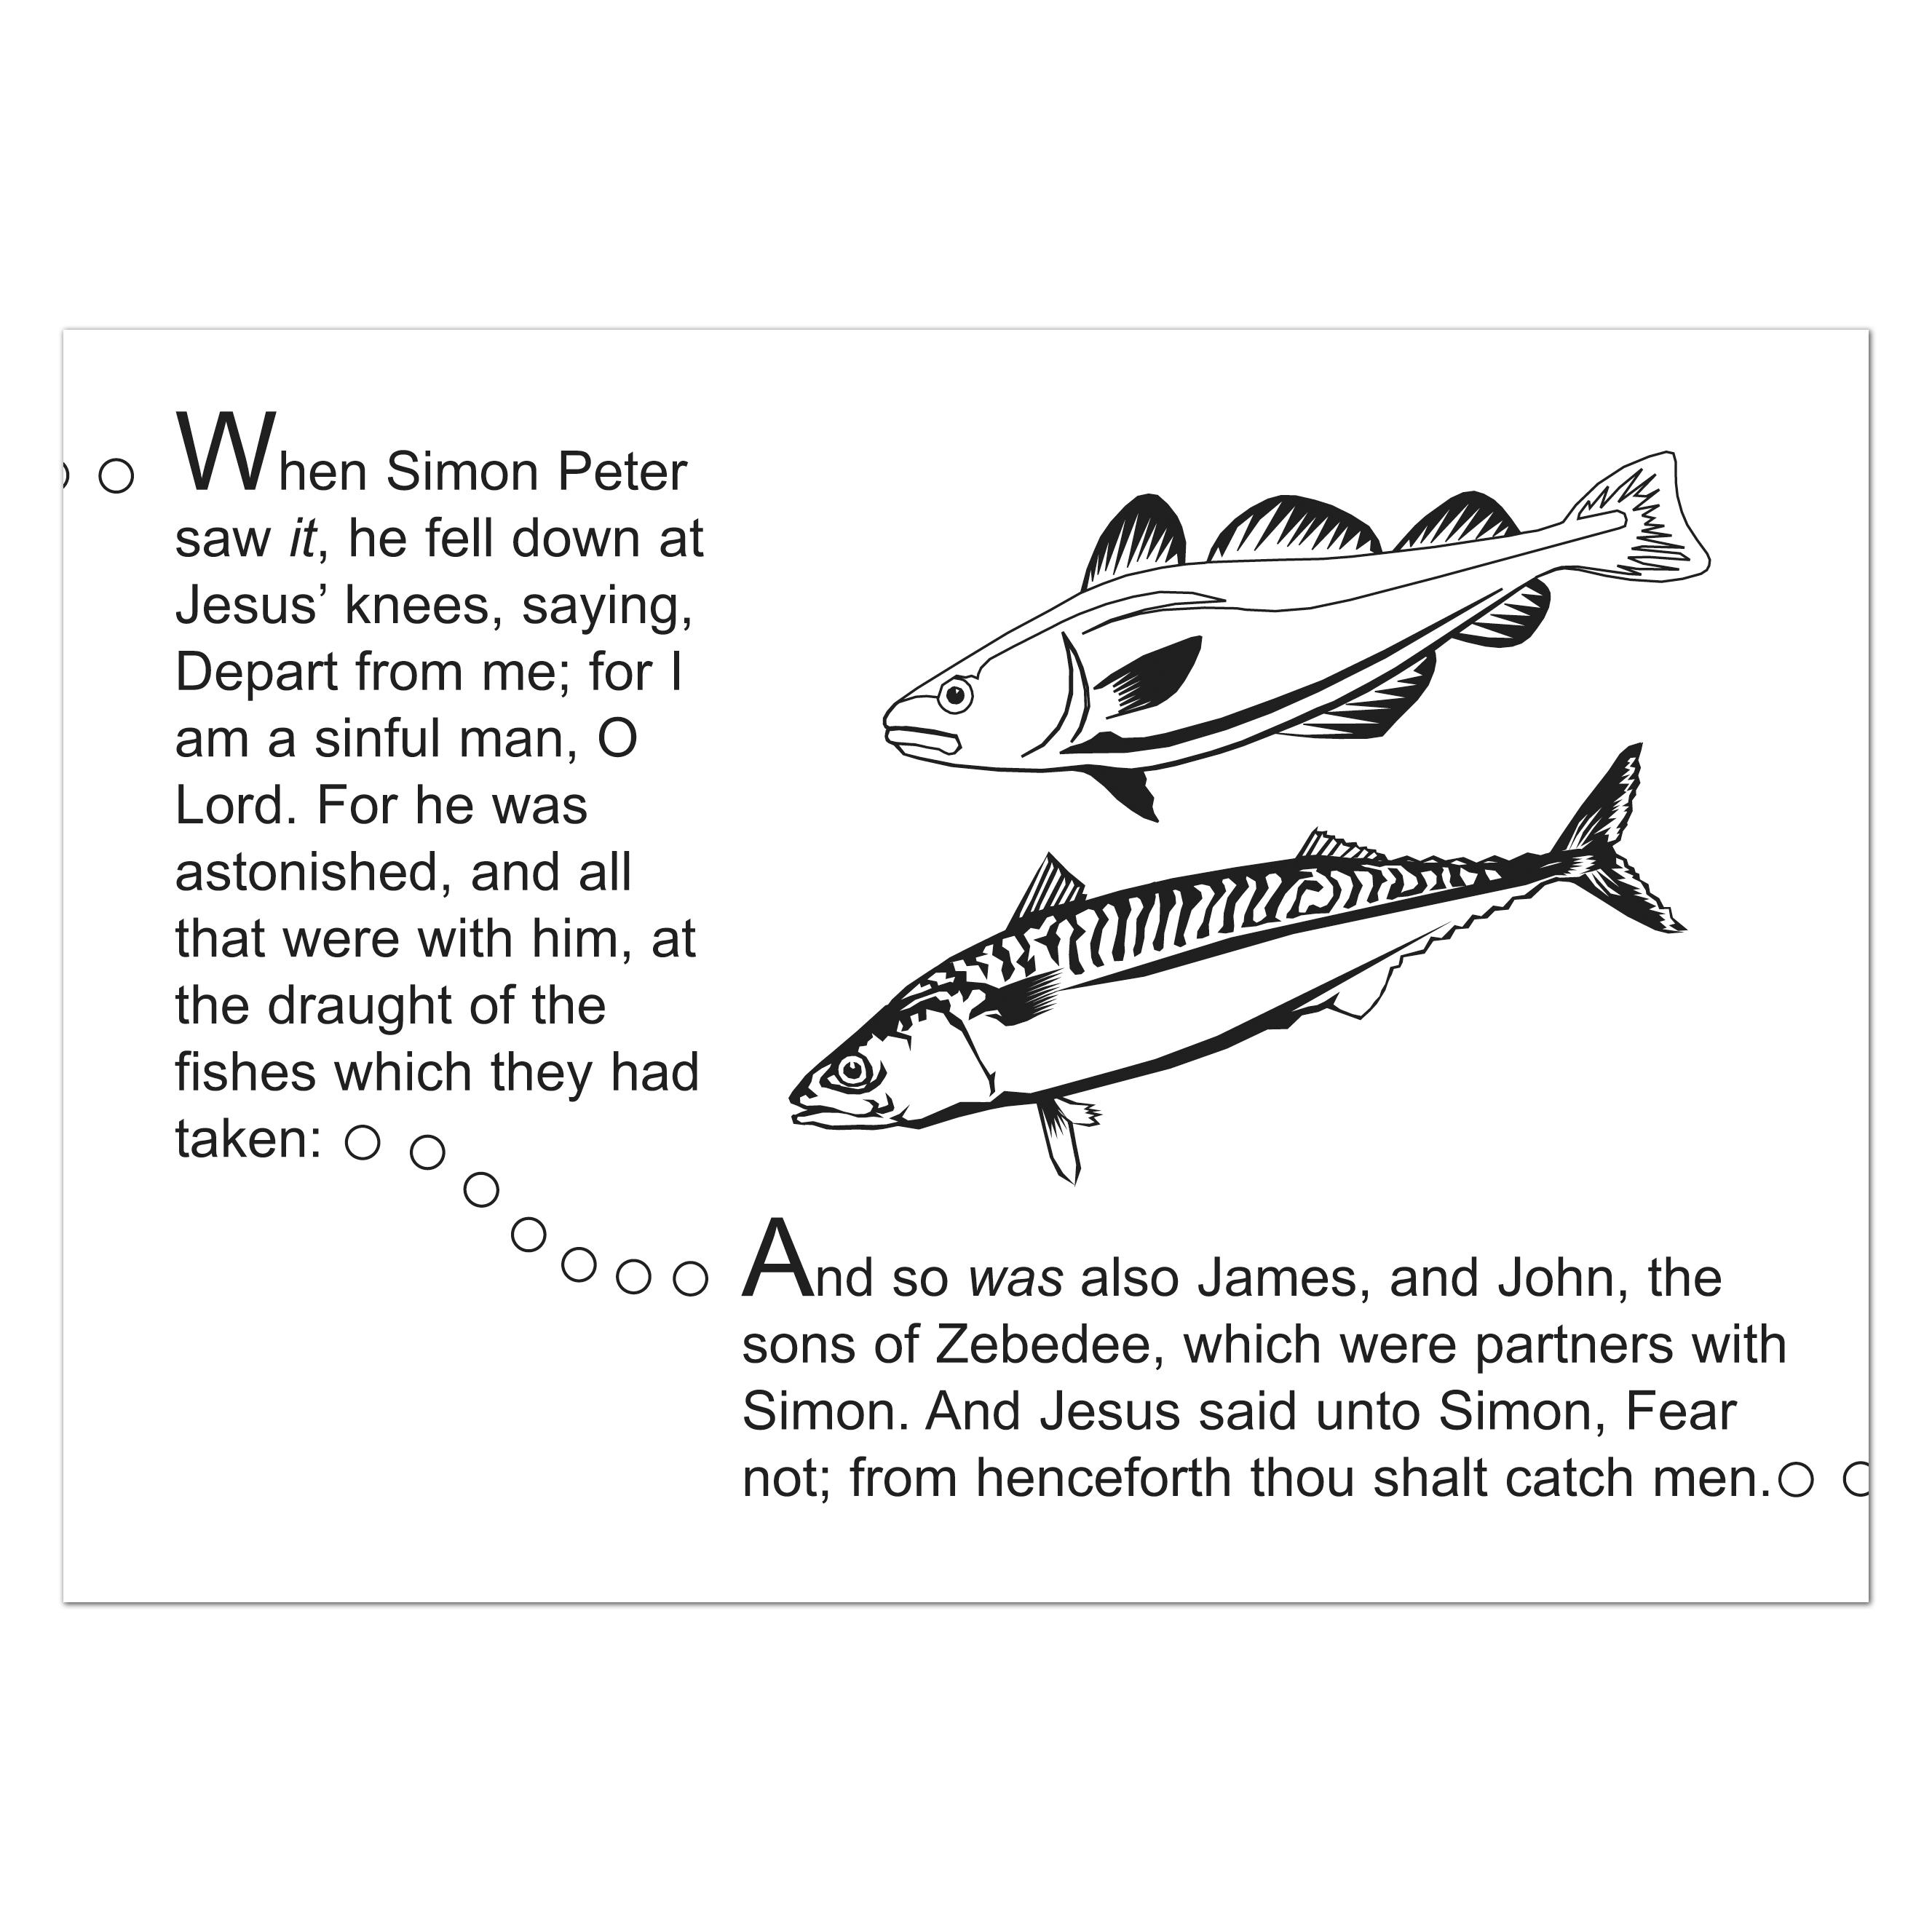 When Simon Peter
saw it, he fell down at
Jesus’ knees, saying,
Depart from me; for I
am a sinful man, O
Lord. For he was
astonished, and all
that were with him, at
the draught of the
fishes which they had
taken:
And so was also James, and John, the
sons of Zebedee, which were partners with
Simon. And Jesus said unto Simon, Fear
not; from henceforth thou shalt catch men.